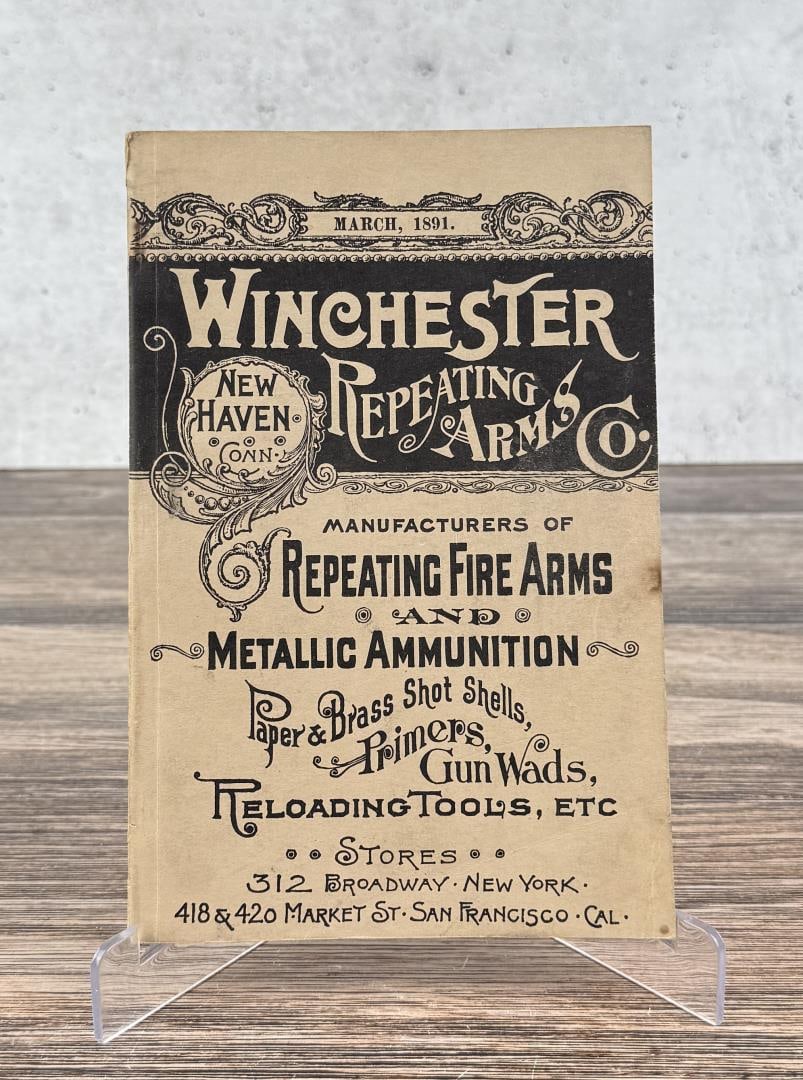 MARCH, 1891.
WINCHESTER
REPEATING ARMS CO.
NEW HAVEN CONN.
MANUFACTURERS OF
REPEATING FIRE ARMS
AND
METALLIC AMMUNITION
Paper & Brass Shot Shells,
Primers,
Gun Wads,
RELOADING TOOLS, ETC
STORES
312 BROADWAY · NEW YORK ·
418 & 420 MARKET ST · SAN FRANCISCO · CAL ·